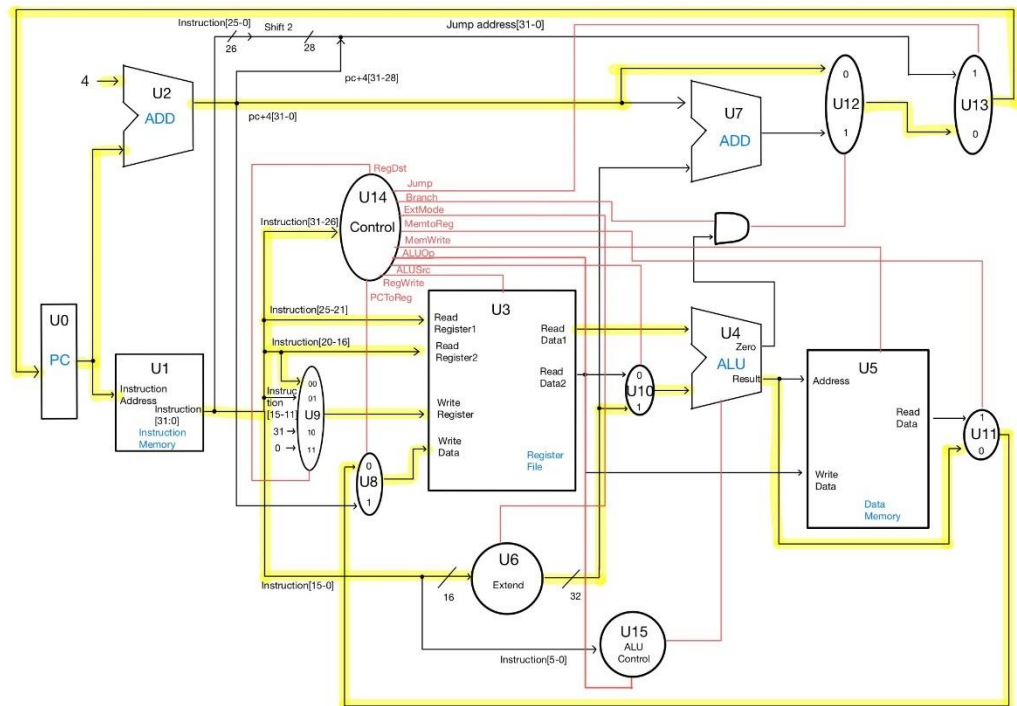 Instruction[25-0]
Shift 2
Jump address[31-0]
26
28
4
U2
ADD
pc+4[31-28]
pc+4[31-0]
U7
ADD
0
U12
1
1
U13
0
RegDst
U14
Control
Jump
Branch
ExtMode
MemtoReg
MemWrite
ALUOp
ALUSrc
RegWrite
PCToReg
Instruction[31-26]
Instruction[25-21]
Instruction[20-16]
Instruc
tion
[15-11]
31
0
00
01
U9
10
11
U0
PC
U1
Instruction
Address
Instruction
[31:0]
Instruction
Memory
U3
Read
Register1
Read
Register2
Write
Register
Write
Data
Read
Data1
Read
Data2
Register
File
0
U8
1
0
U10
1
U4
Zero
ALU
Result
U5
Address
Read
Data
Write
Data
Data
Memory
1
U11
0
U6
Extend
Instruction[15-0]
16
32
U15
ALU
Control
Instruction[5-0]